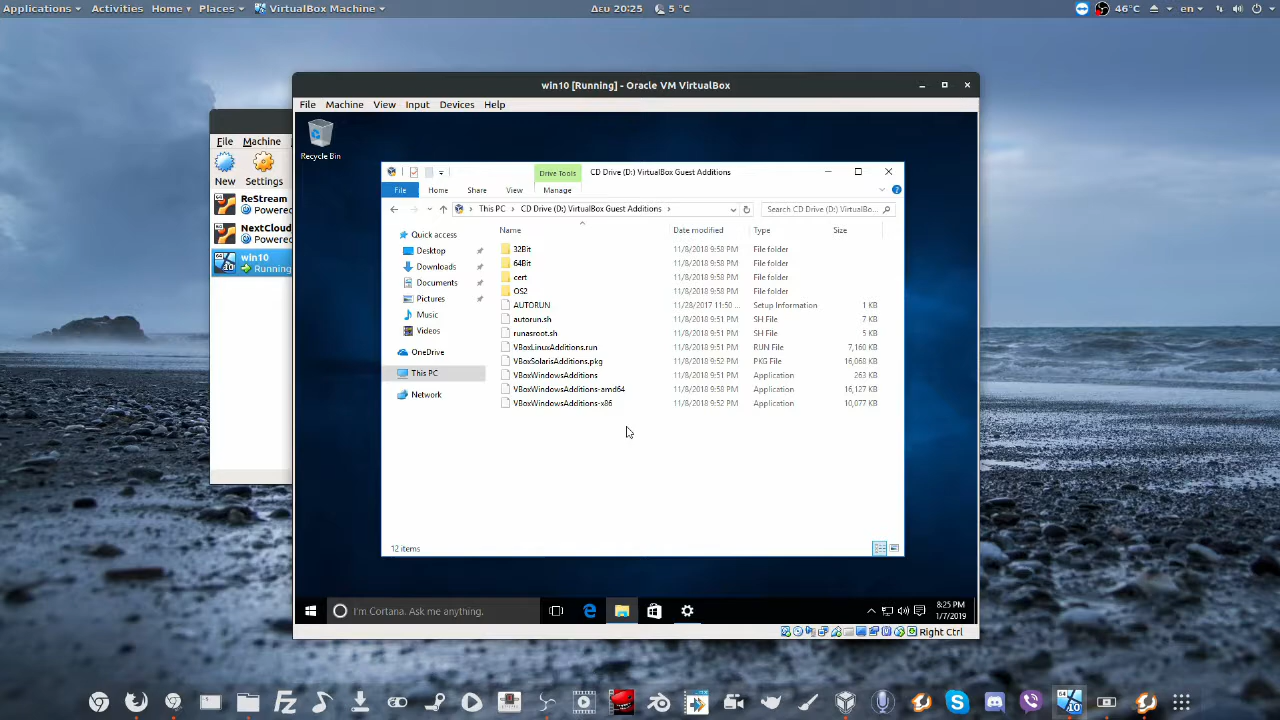 Applications Activities Home Places VirtualBox Machine Δευ 20:25 5 °C 46°C en
win10 [Running] - Oracle VM VirtualBox
File Machine View Input Devices Help
File Machine
New Settings
ReStream
Powered
NextCloud
Powered
win10
Running
Recycle Bin
Drive Tools CD Drive (D:) VirtualBox Guest Additions
File Home Share View Manage
This PC CD Drive (D:) VirtualBox Guest Additions Search CD Drive (D:) VirtualBo...
Quick access
Desktop
Downloads
Documents
Pictures
Music
Videos
OneDrive
This PC
Network
Name Date modified Type Size
32Bit 11/8/2018 9:58 PM File folder
64Bit 11/8/2018 9:58 PM File folder
cert 11/8/2018 9:58 PM File folder
OS2 11/8/2018 9:58 PM File folder
AUTORUN 11/28/2017 11:50 ... Setup Information 1 KB
autorun.sh 11/8/2018 9:51 PM SH File 7 KB
runasroot.sh 11/8/2018 9:51 PM SH File 5 KB
VBoxLinuxAdditions.run 11/8/2018 9:51 PM RUN File 7,160 KB
VBoxSolarisAdditions.pkg 11/8/2018 9:52 PM PKG File 16,068 KB
VBoxWindowsAdditions 11/8/2018 9:51 PM Application 263 KB
VBoxWindowsAdditions-amd64 11/8/2018 9:52 PM Application 16,127 KB
VBoxWindowsAdditions-x86 11/8/2018 9:52 PM Application 10,077 KB
12 items
I'm Cortana. Ask me anything.
8:25 PM
1/7/2019
Right Ctrl